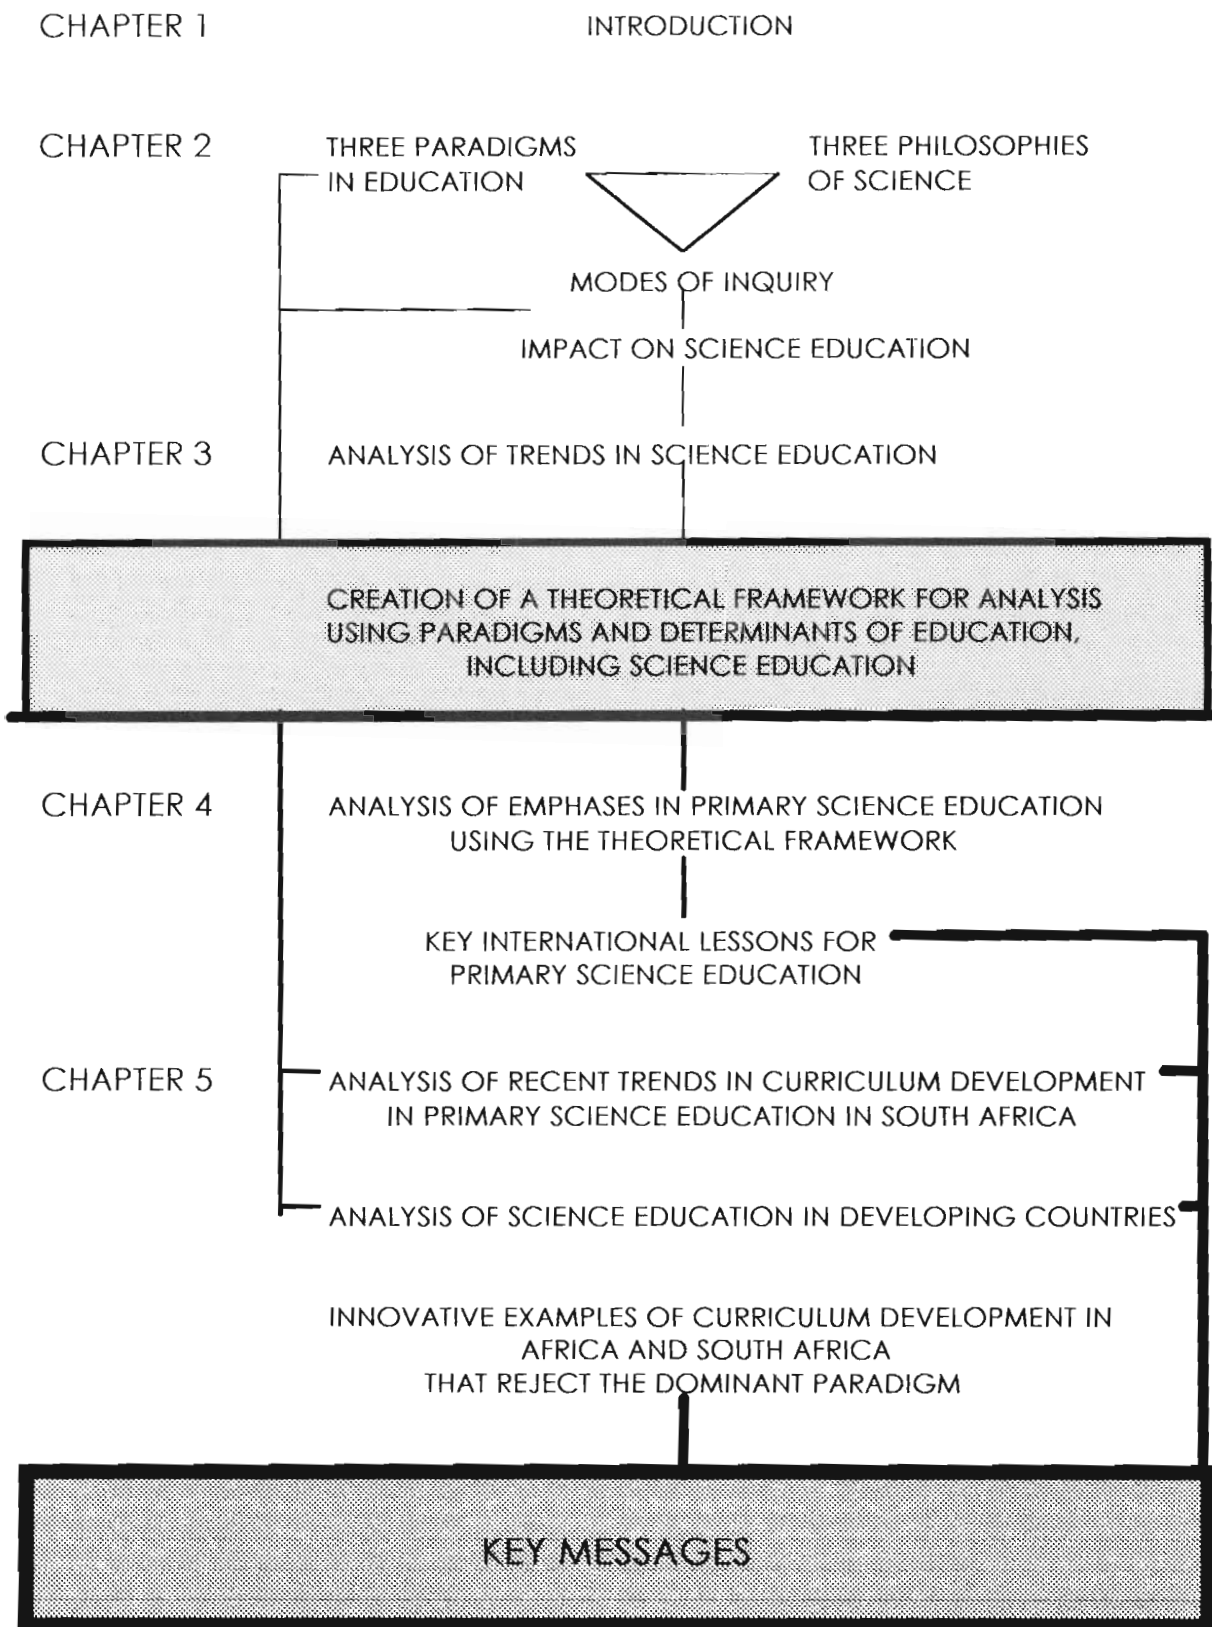 CHAPTER 1 INTRODUCTION
CHAPTER 2 THREE PARADIGMS THREE PHILOSOPHIES
IN EDUCATION OF SCIENCE
MODES OF INQUIRY
IMPACT ON SCIENCE EDUCATION
CHAPTER 3 ANALYSIS OF TRENDS IN SCIENCE EDUCATION
CREATION OF A THEORETICAL FRAMEWORK FOR ANALYSIS
USING PARADIGMS AND DETERMINANTS OF EDUCATION,
INCLUDING SCIENCE EDUCATION
CHAPTER 4 ANALYSIS OF EMPHASES IN PRIMARY SCIENCE EDUCATION
USING THE THEORETICAL FRAMEWORK
KEY INTERNATIONAL LESSONS FOR
PRIMARY SCIENCE EDUCATION
CHAPTER 5 ANALYSIS OF RECENT TRENDS IN CURRICULUM DEVELOPMENT
IN PRIMARY SCIENCE EDUCATION IN SOUTH AFRICA
ANALYSIS OF SCIENCE EDUCATION IN DEVELOPING COUNTRIES
INNOVATIVE EXAMPLES OF CURRICULUM DEVELOPMENT IN
AFRICA AND SOUTH AFRICA
THAT REJECT THE DOMINANT PARADIGM
KEY MESSAGES